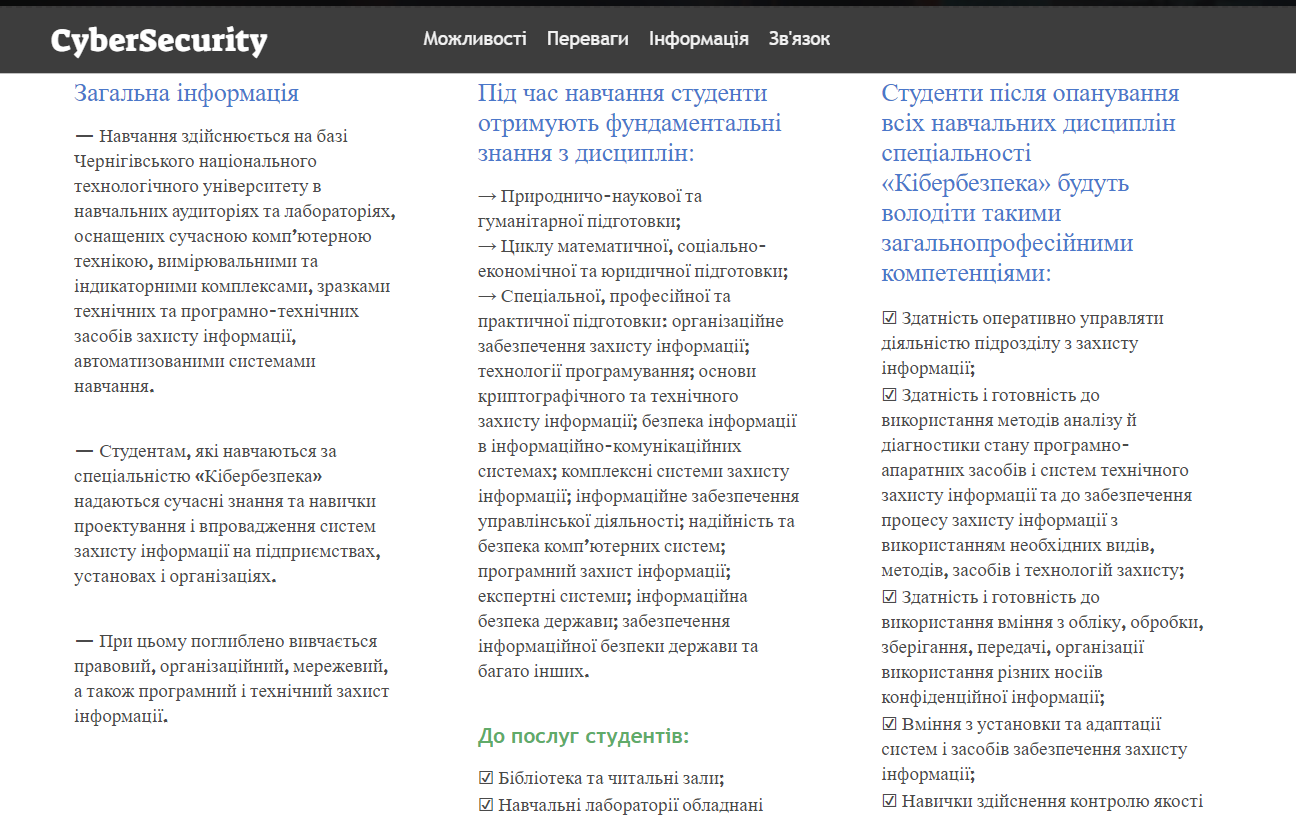 CyberSecurity
Можливості Переваги Інформація Зв'язок
Загальна інформація
— Навчання здійснюється на базі
Чернігівського національного
технологічного університету в
навчальних аудиторіях та лабораторіях,
оснащених сучасною комп’ютерною
технікою, вимірювальними та
індикаторними комплексами, зразками
технічних та програмно-технічних
засобів захисту інформації,
автоматизованими системами
навчання.
— Студентам, які навчаються за
спеціальністю «Кібербезпека»
надаються сучасні знання та навички
проектування і впровадження систем
захисту інформації на підприємствах,
установах і організаціях.
— При цьому поглиблено вивчається
правовий, організаційний, мережевий,
а також програмний і технічний захист
інформації.
Під час навчання студенти
отримують фундаментальні
знання з дисциплін:
→ Природничо-наукової та
гуманітарної підготовки;
→ Циклу математичної, соціально-
економічної та юридичної підготовки;
→ Спеціальної, професійної та
практичної підготовки: організаційне
забезпечення захисту інформації;
технології програмування; основи
криптографічного та технічного
захисту інформації; безпека інформації
в інформаційно-комунікаційних
системах; комплексні системи захисту
інформації; інформаційне забезпечення
управлінської діяльності; надійність та
безпека комп’ютерних систем;
програмний захист інформації;
експертні системи; інформаційна
безпека держави; забезпечення
інформаційної безпеки держави та
багато інших.
До послуг студентів:
☑ Бібліотека та читальні зали;
☑ Навчальні лабораторії обладнані
Студенти після опанування
всіх навчальних дисциплін
спеціальності
«Кібербезпека» будуть
володіти такими
загальнопрофесійними
компетенціями:
☑ Здатність оперативно управляти
діяльністю підрозділу з захисту
інформації;
☑ Здатність і готовність до
використання методів аналізу й
діагностики стану програмно-
апаратних засобів і систем технічного
захисту інформації та до забезпечення
процесу захисту інформації з
використанням необхідних видів,
методів, засобів і технологій захисту;
☑ Здатність і готовність до
використання вміння з обліку, обробки,
зберігання, передачі, організації
використання різних носіїв
конфіденційної інформації;
☑ Вміння з установки та адаптації
систем і засобів забезпечення захисту
інформації;
☑ Навички здійснення контролю якості